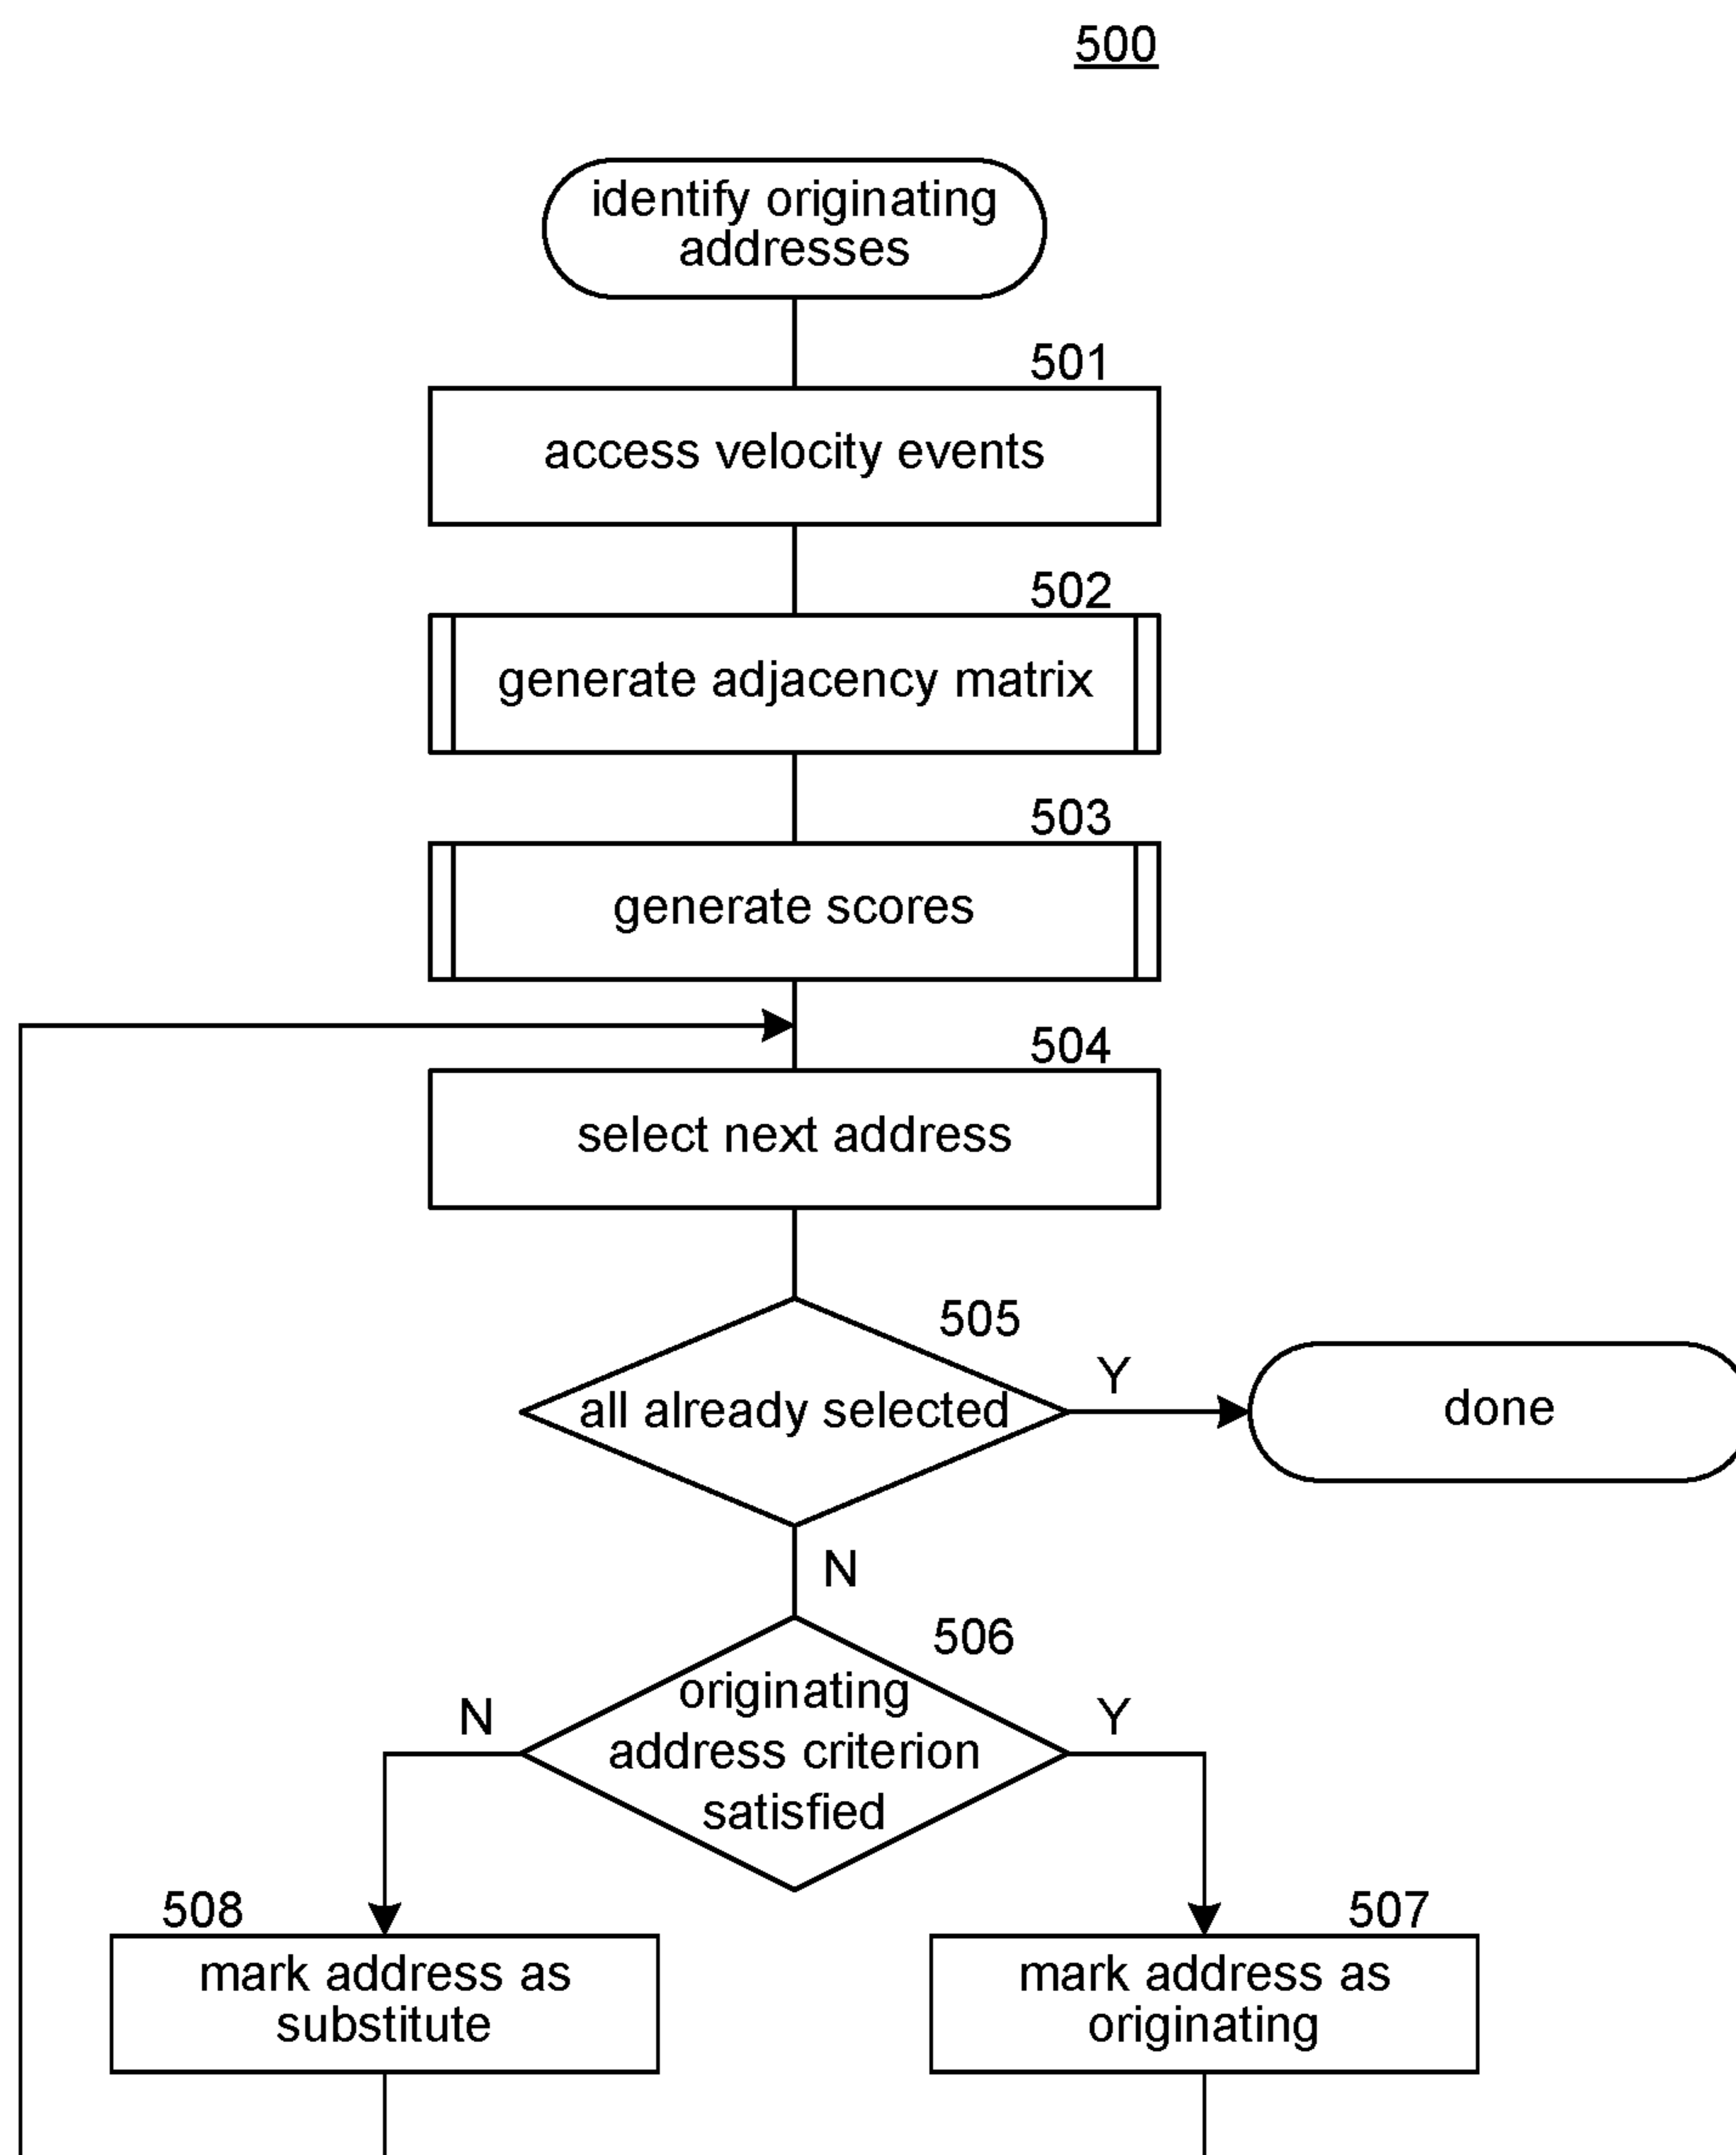 500
identify originating
addresses
501
access velocity events
502
generate adjacency matrix
503
generate scores
504
select next address
505
all already selected
Y
done
N
506
originating
address criterion
satisfied
N
Y
508
mark address as
substitute
507
mark address as
originating